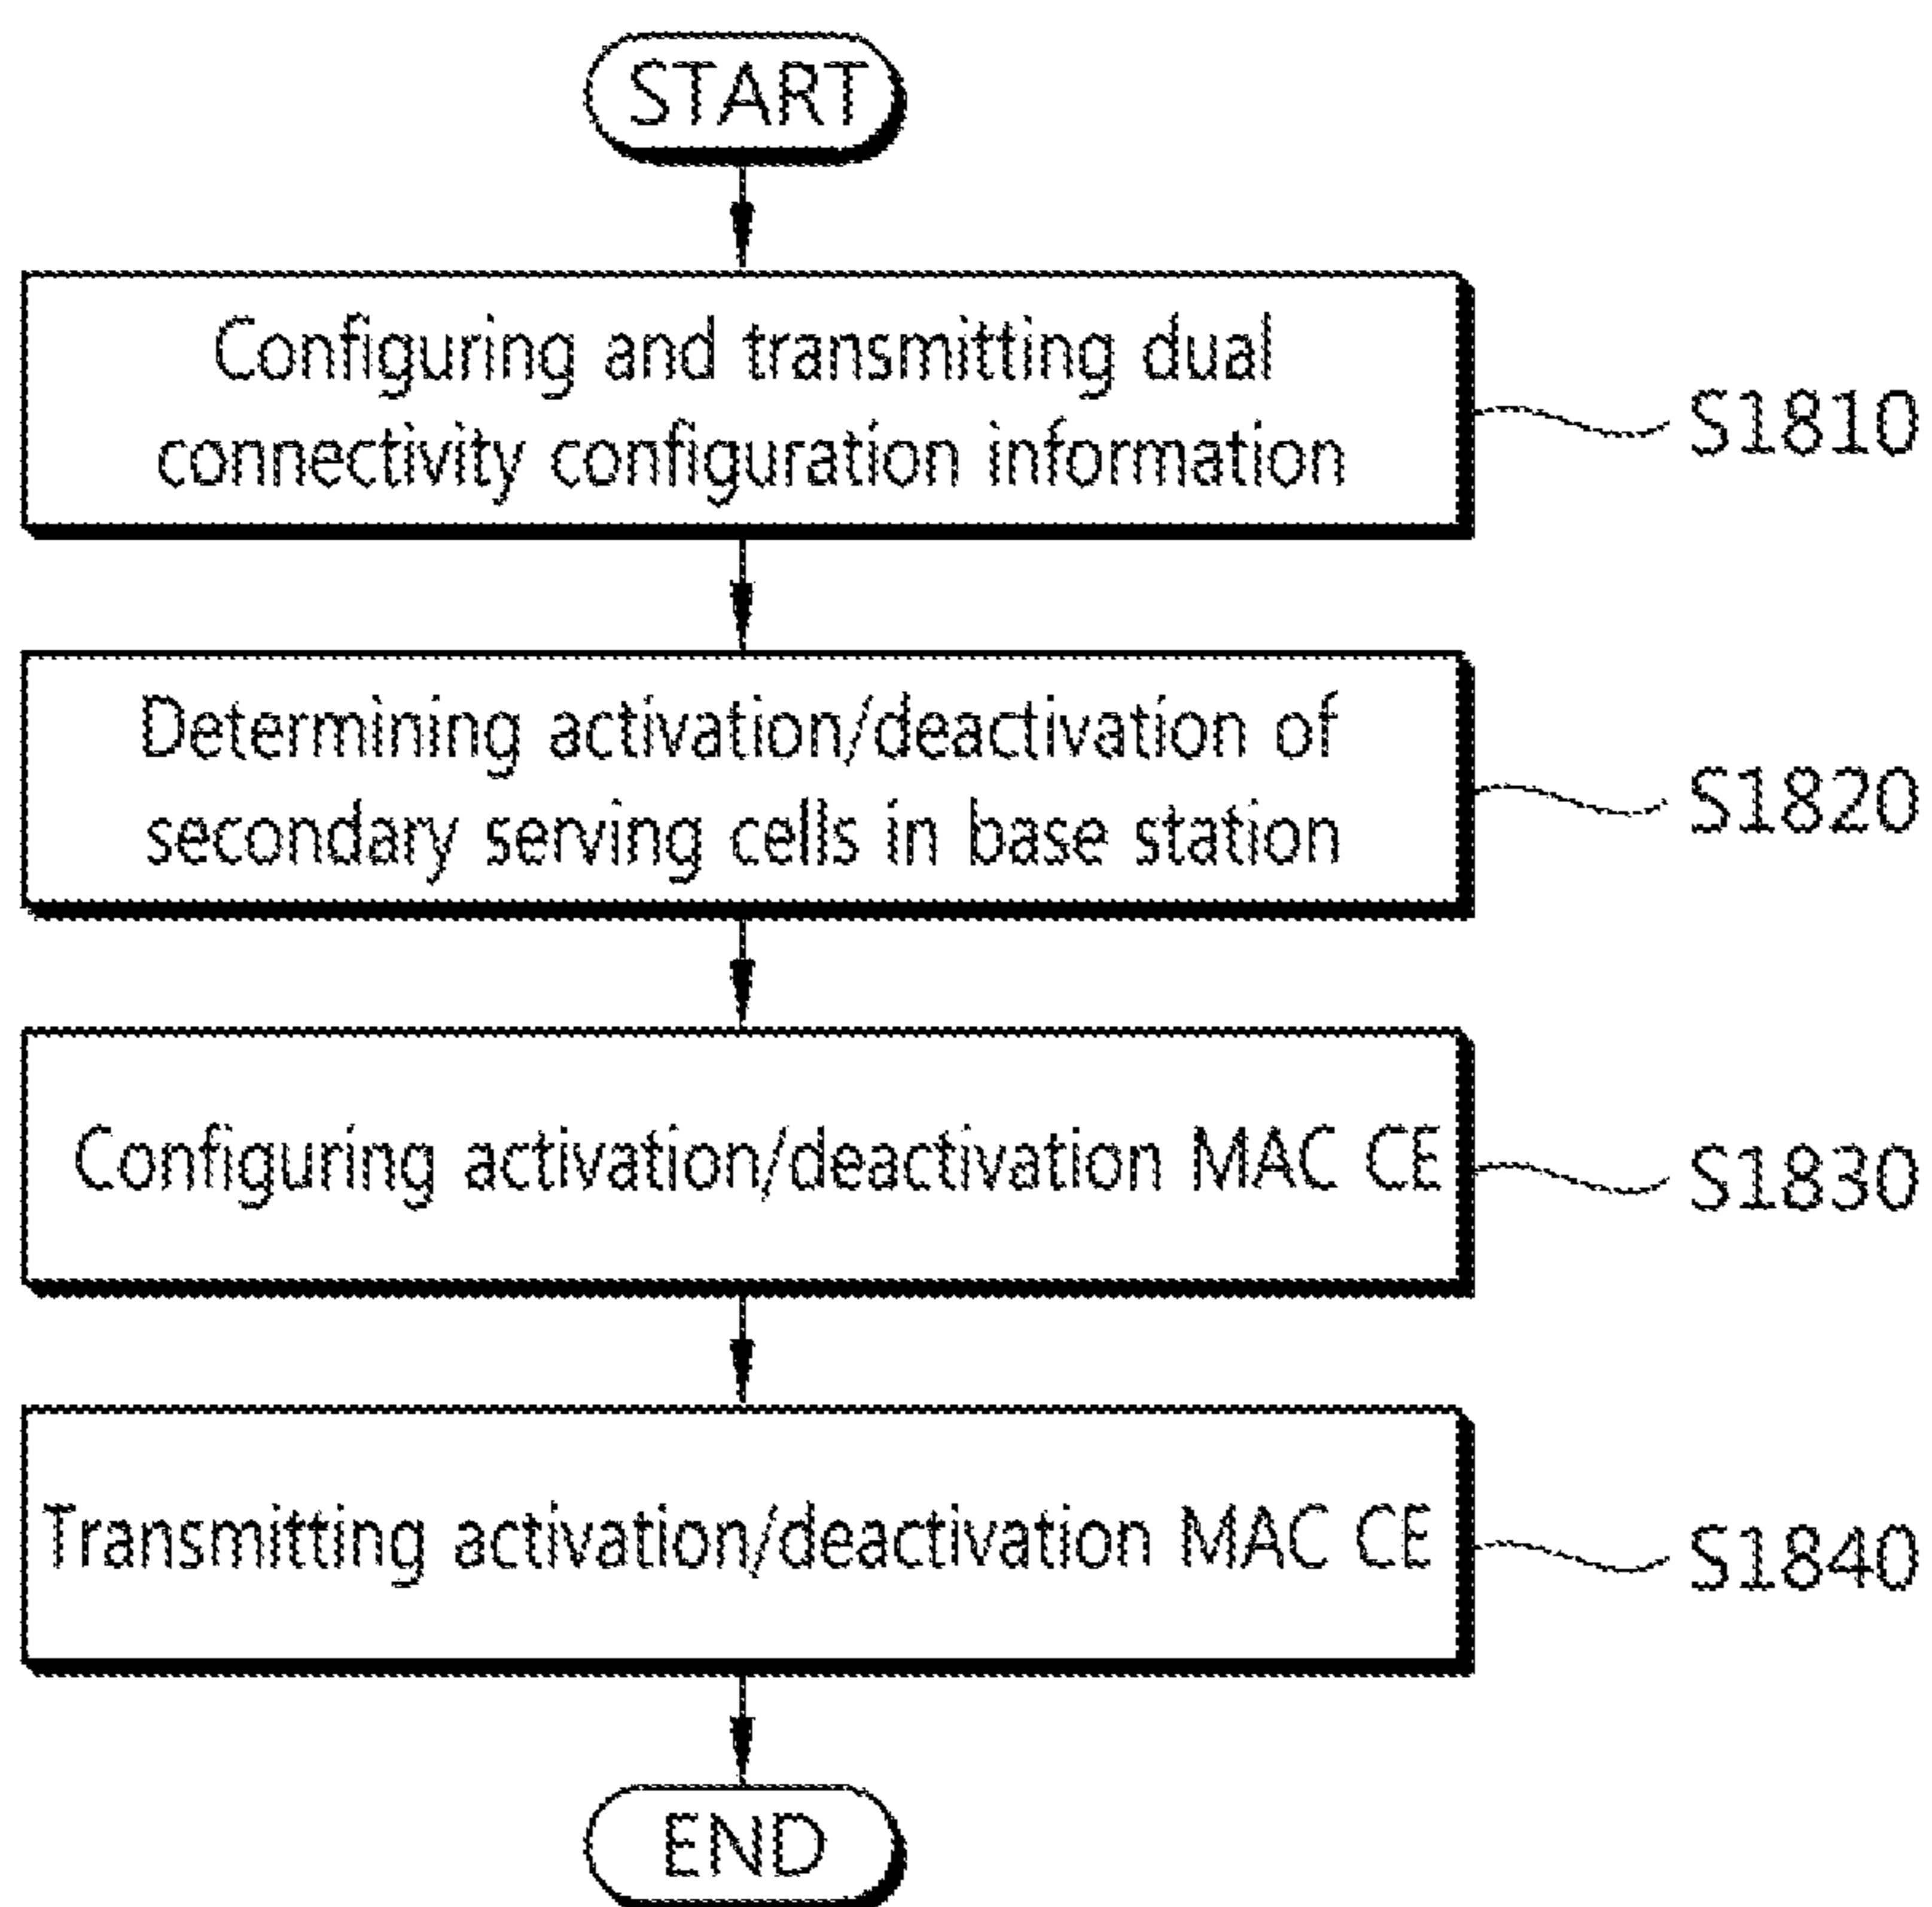 START
Configuring and transmitting dual
connectivity configuration information
S1810
Determining activation/deactivation of
secondary serving cells in base station
S1820
Configuring activation/deactivation MAC CE
S1830
Transmitting activation/deactivation MAC CE
S1840
END